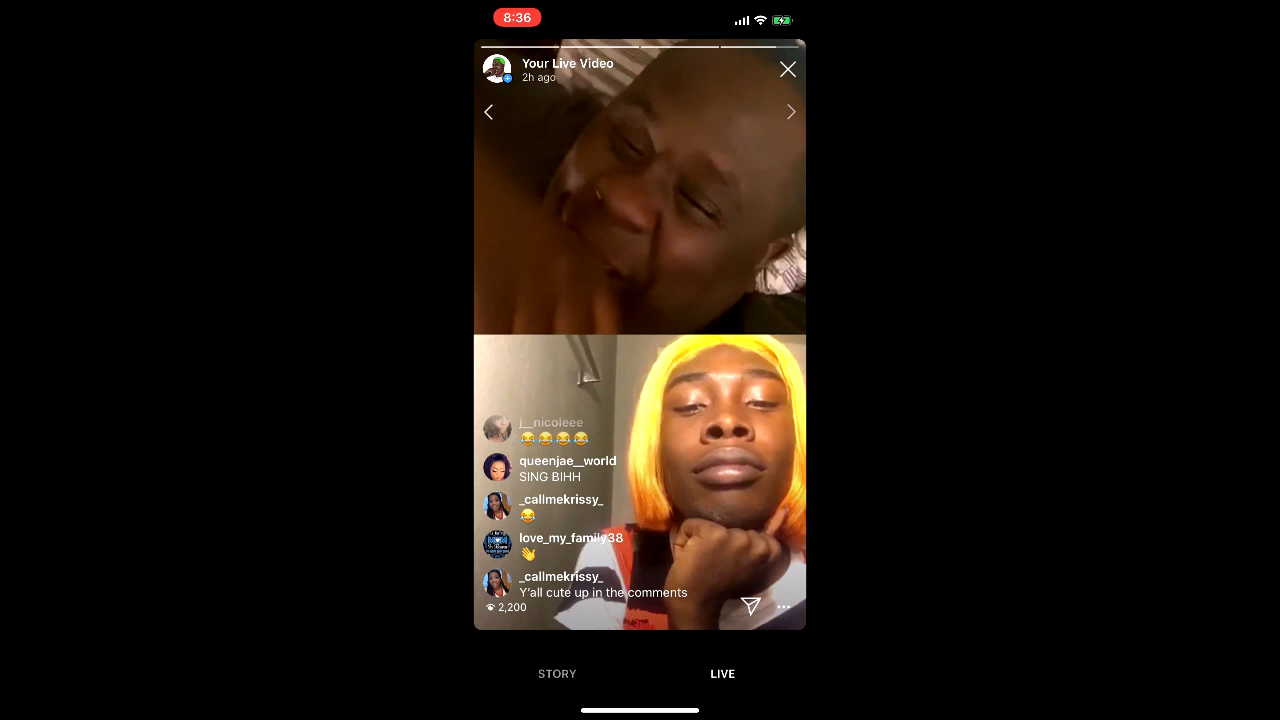 8:36
Your Live Video
2h ago
j__nicoleee
😂😂😂😂
queenjae__world
SING BIHH
_callmekrissy_
😂
love_my_family38
👋
_callmekrissy_
Y'all cute up in the comments
2,200
STORY
LIVE